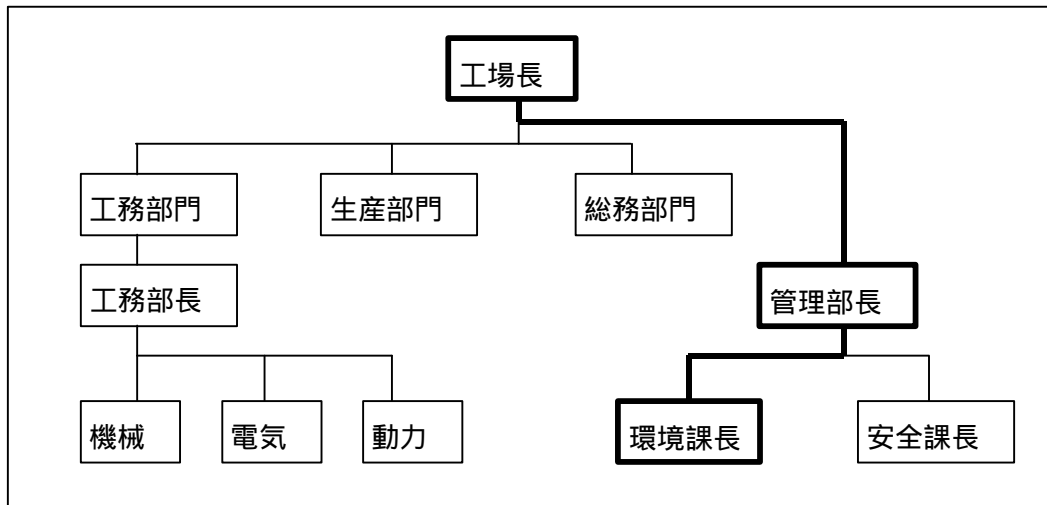 工場長
工務部門
生産部門
総務部門
工務部長
管理部長
機械
電気
動力
環境課長
安全課長